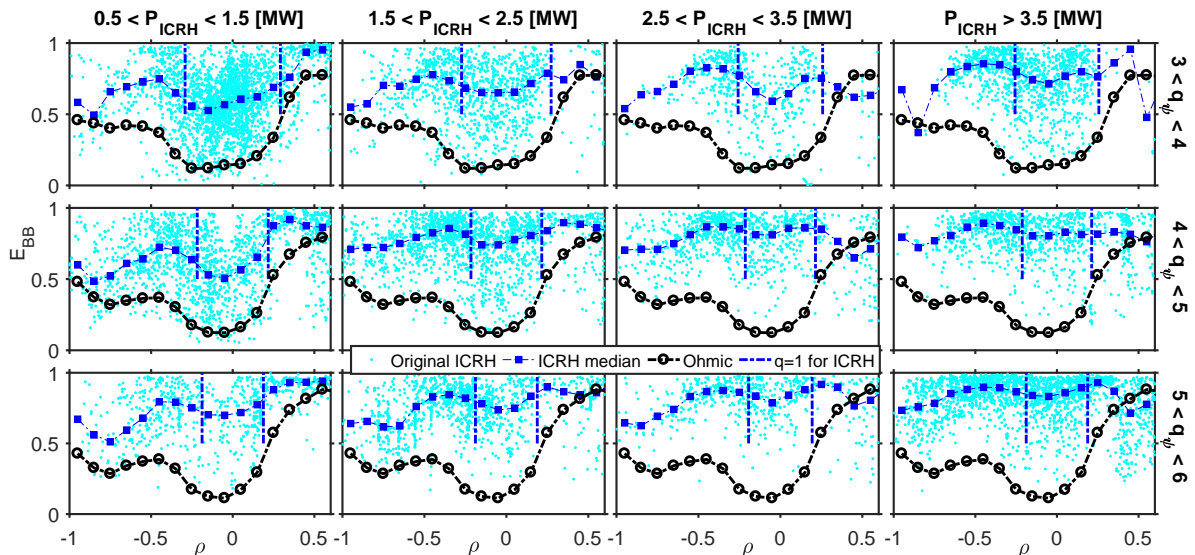 0.5 < P_ICRH < 1.5 [MW]
1.5 < P_ICRH < 2.5 [MW]
2.5 < P_ICRH < 3.5 [MW]
P_ICRH > 3.5 [MW]
1
0.5
0
3 < q_ψ < 4
1
0.5
0
E_BB
4 < q_ψ < 5
Original ICRH
ICRH median
Ohmic
q=1 for ICRH
1
0.5
0
5 < q_ψ < 6
-1 -0.5 0 0.5
-1 -0.5 0 0.5
-1 -0.5 0 0.5
-1 -0.5 0 0.5
ρ ρ ρ ρ